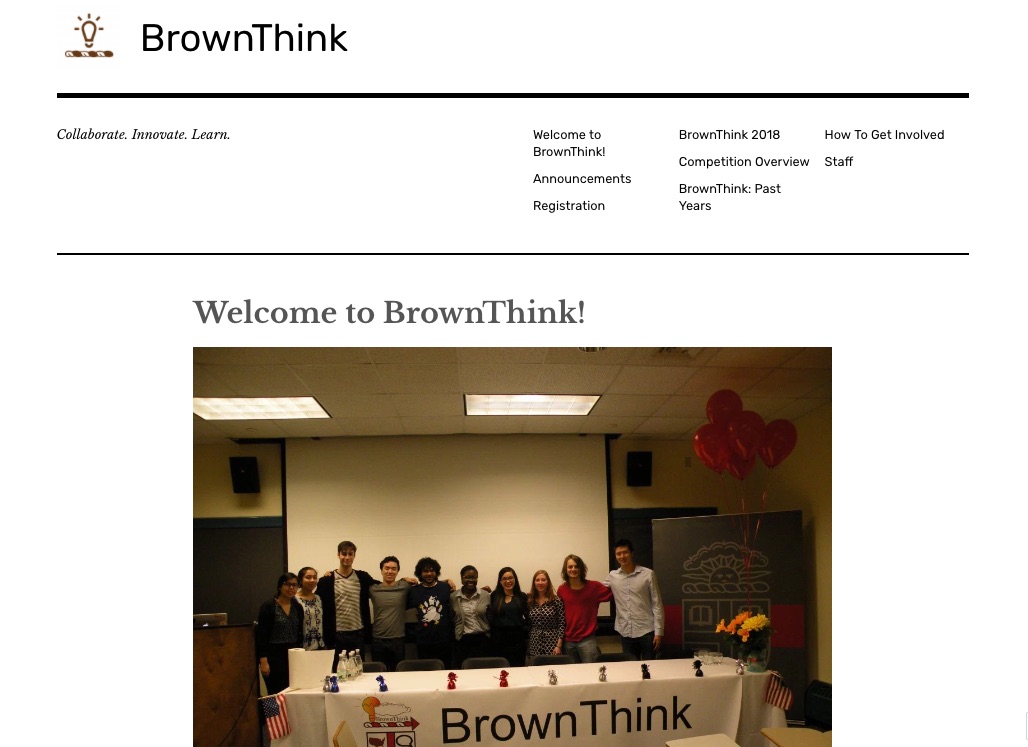 BrownThink
Collaborate. Innovate. Learn.
Welcome to
BrownThink!
Announcements
Registration
BrownThink 2018
Competition Overview
BrownThink: Past
Years
How To Get Involved
Staff
Welcome to BrownThink!
BrownThink
BrownThink